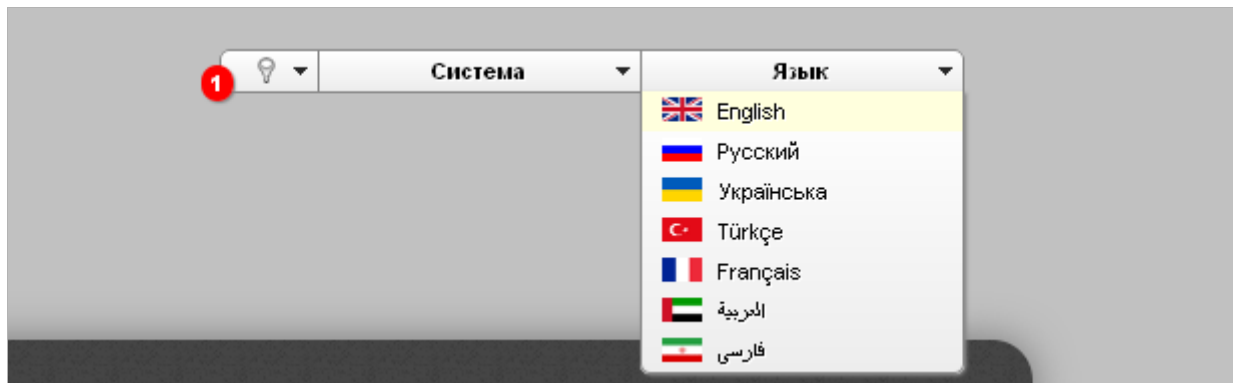 1 Система Язык
English
Русский
Українська
Türkçe
Français
العربية
فارسی